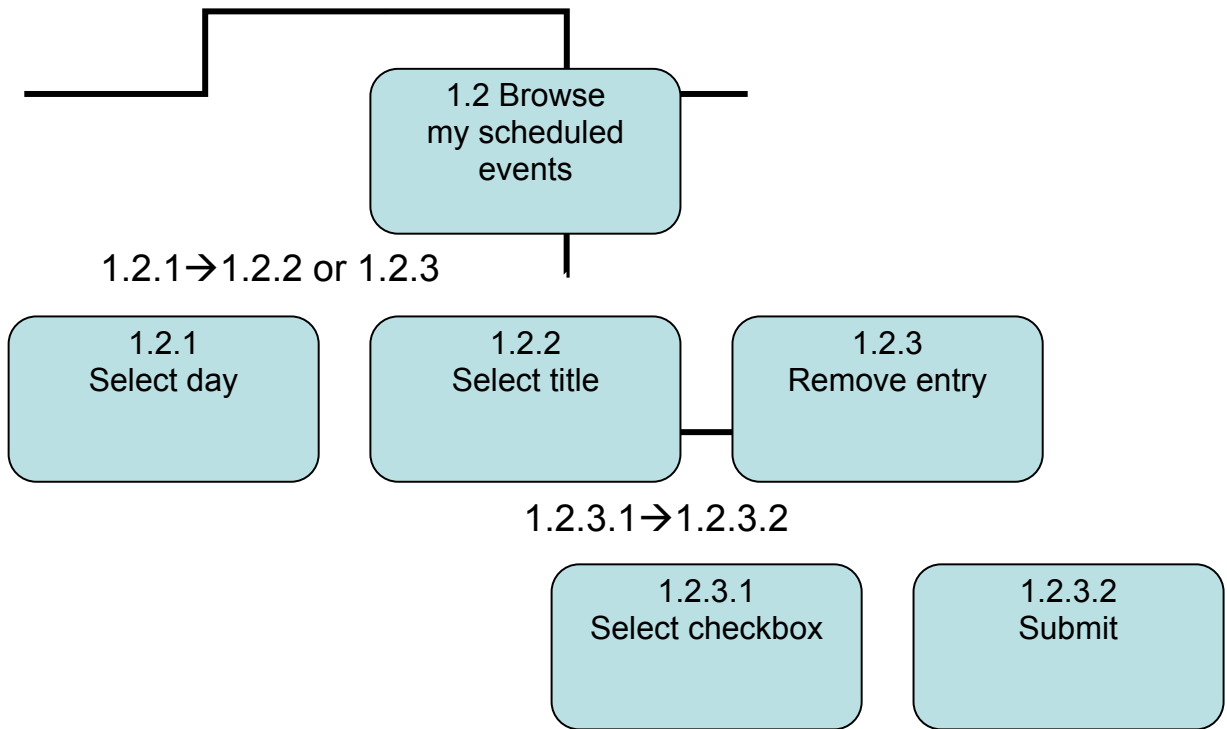 1.2 Browse
my scheduled
events
1.2.1→1.2.2 or 1.2.3
1.2.1
Select day
1.2.2
Select title
1.2.3
Remove entry
1.2.3.1→1.2.3.2
1.2.3.1
Select checkbox
1.2.3.2
Submit